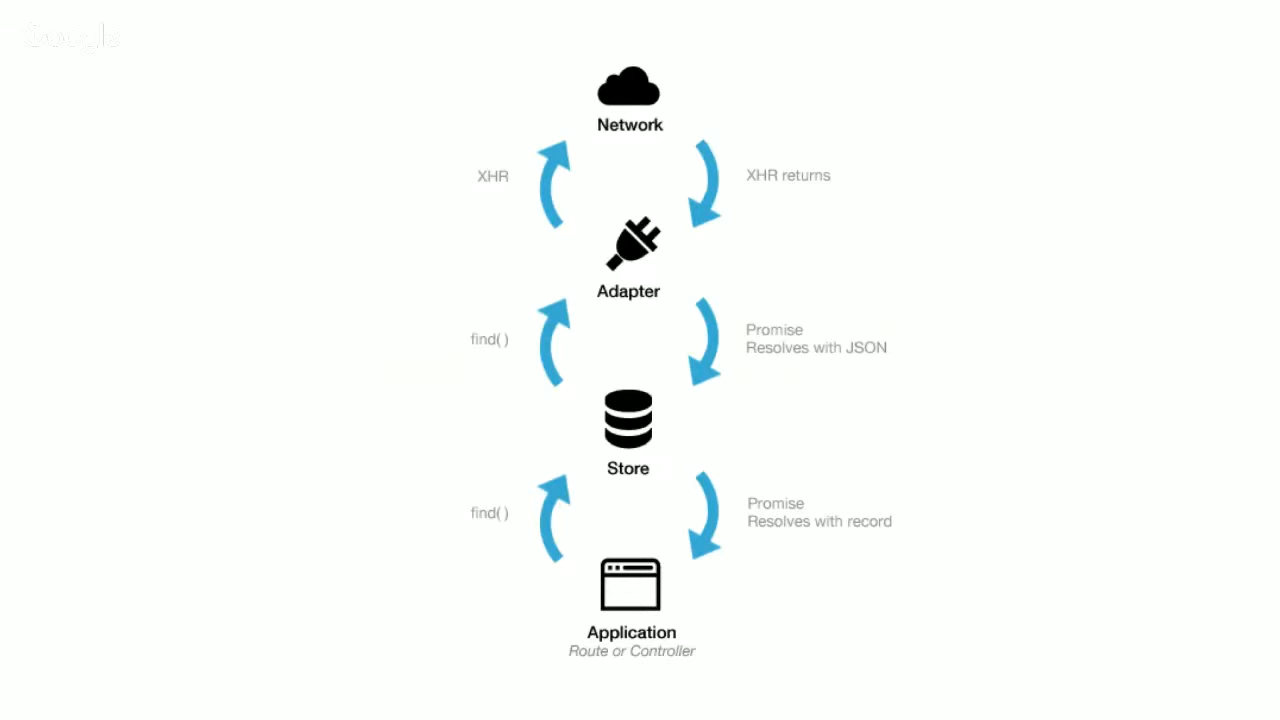 Google
Network
XHR
XHR returns
Adapter
find( )
Promise
Resolves with JSON
Store
find( )
Promise
Resolves with record
Application
Route or Controller